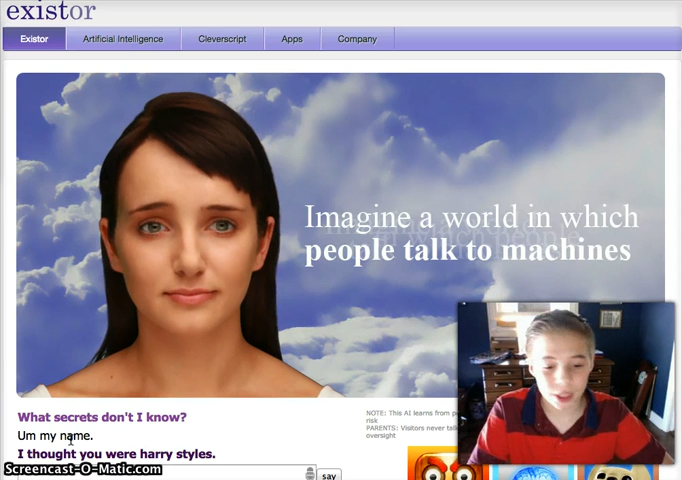 existor
Existor
Artificial Intelligence
Cleverscript
Apps
Company
Imagine a world in which
people talk to machines
What secrets don't I know?
Um my name.
I thought you were harry styles.
say
NOTE: This AI learns from
risk
PARENTS: Visitors never
oversight
Screencast-O-Matic.com